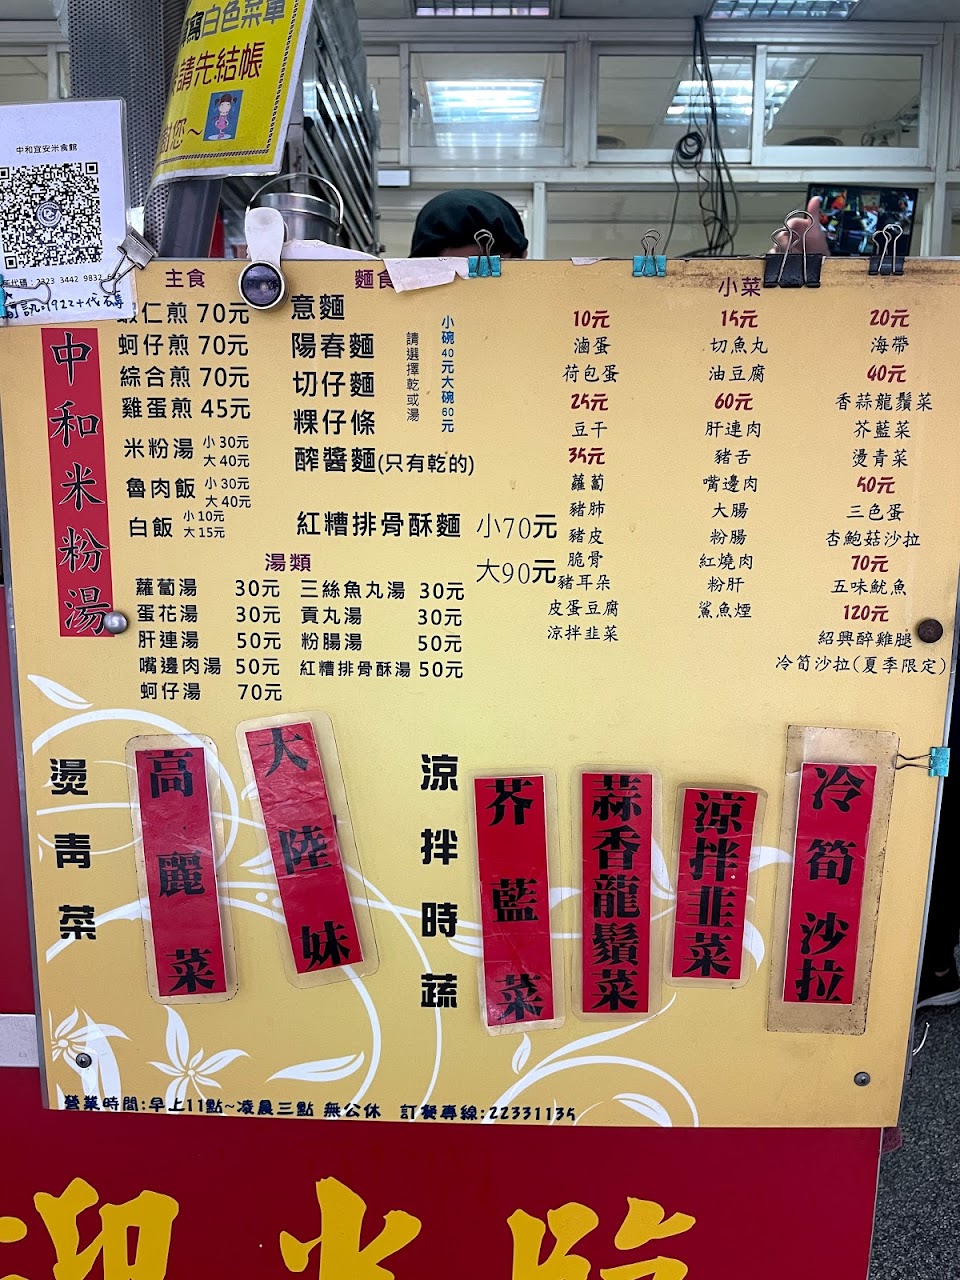 白色菜單
請先結帳
您~
中和宜安米食館
3442 9832
1922+代碼
中和米粉湯
主食
蝦仁煎 70元
蚵仔煎 70元
綜合煎 70元
雞蛋煎 45元
米粉湯 小30元 大40元
魯肉飯 小30元 大40元
白飯 小10元 大15元
麵食
意麵
陽春麵
切仔麵
粿仔條
請選擇乾或湯
小碗40元大碗60元
醡醬麵(只有乾的)
紅糟排骨酥麵 小70元
大90元
湯類
蘿蔔湯 30元
蛋花湯 30元
肝連湯 50元
嘴邊肉湯 50元
蚵仔湯 70元
三絲魚丸湯 30元
貢丸湯 30元
粉腸湯 50元
紅糟排骨酥湯 50元
小菜
10元
滷蛋
荷包蛋
25元
豆干
35元
蘿蔔
豬肺
豬皮
脆骨
豬耳朵
皮蛋豆腐
涼拌韭菜
15元
切魚丸
油豆腐
60元
肝連肉
豬舌
嘴邊肉
大腸
粉腸
紅燒肉
粉肝
鯊魚煙
20元
海帶
40元
香蒜龍鬚菜
芥藍菜
燙青菜
50元
三色蛋
杏鮑菇沙拉
70元
五味魷魚
120元
紹興醉雞腿
冷筍沙拉(夏季限定)
燙青菜
高麗菜
大陸妹
涼拌時蔬
芥藍菜
蒜香龍鬚菜
涼拌韭菜
冷筍沙拉
營業時間:早上11點~凌晨三點 無公休 訂餐專線:22331135